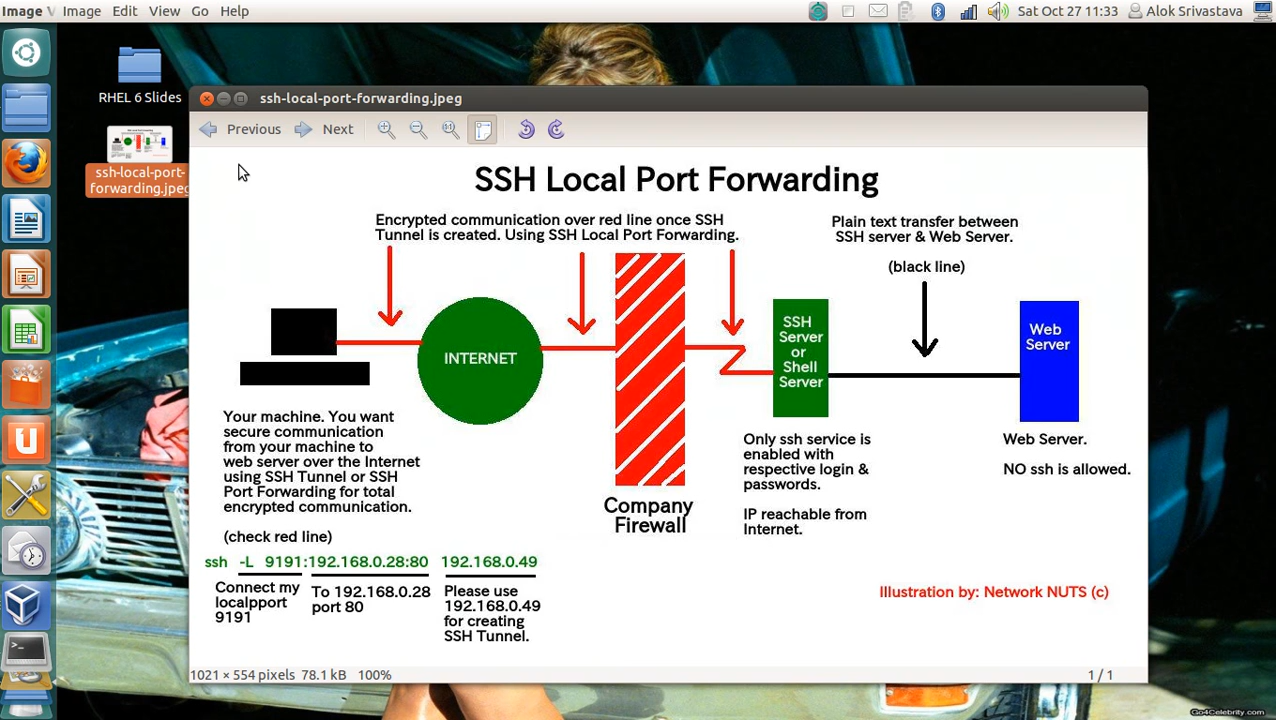 Image V Image Edit View Go Help
Sat Oct 27 11:33 Alok Srivastava
RHEL 6 Slides
ssh-local-port-
forwarding.jpeg
ssh-local-port-forwarding.jpeg
Previous Next
SSH Local Port Forwarding
Encrypted communication over red line once SSH
Tunnel is created. Using SSH Local Port Forwarding.
Plain text transfer between
SSH server & Web Server.
(black line)
INTERNET
SSH
Server
or
Shell
Server
Web
Server
Your machine. You want
secure communication
from your machine to
web server over the Internet
using SSH Tunnel or SSH
Port Forwarding for total
encrypted communication.
(check red line)
Company
Firewall
Only ssh service is
enabled with
respective login &
passwords.
IP reachable from
Internet.
Web Server.
NO ssh is allowed.
ssh -L 9191:192.168.0.28:80 192.168.0.49
Connect my
localpport
9191
To 192.168.0.28
port 80
Please use
192.168.0.49
for creating
SSH Tunnel.
Illustration by: Network NUTS (c)
1021 × 554 pixels 78.1 kB 100%
1 / 1
Go4Celebrity.com